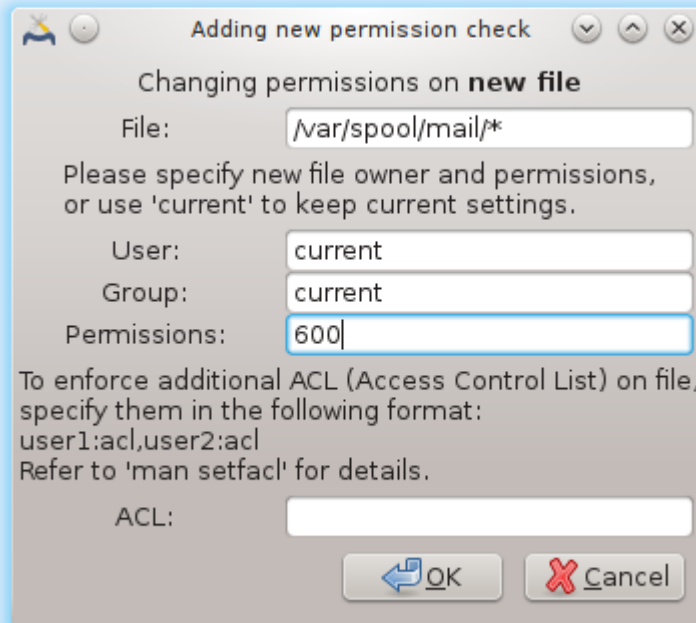 Adding new permission check
Changing permissions on new file
File: /var/spool/mail/*
Please specify new file owner and permissions,
or use 'current' to keep current settings.
User: current
Group: current
Permissions: 600
To enforce additional ACL (Access Control List) on file,
specify them in the following format:
user1:acl,user2:acl
Refer to 'man setfacl' for details.
ACL:
OK Cancel